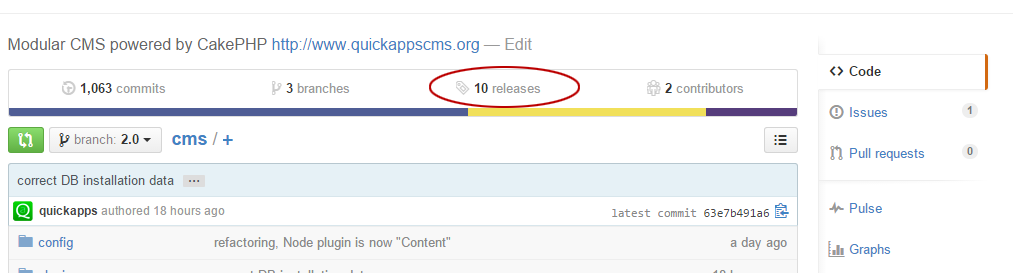 Modular CMS powered by CakePHP http://www.quickappscms.org — Edit
1,063 commits 3 branches 10 releases 2 contributors
branch: 2.0 cms / +
correct DB installation data ...
quickapps authored 18 hours ago latest commit 63e7b491a6
config refactoring, Node plugin is now "Content" a day ago
Code
Issues 1
Pull requests 0
Pulse
Graphs